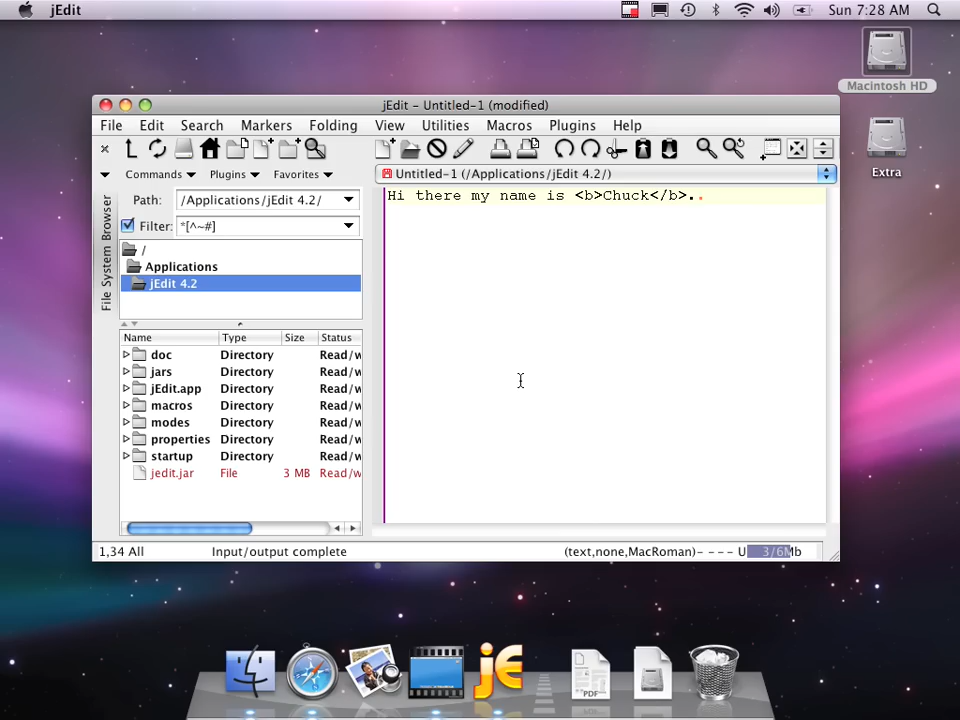 jEdit
Sun 7:28 AM
Macintosh HD
Extra
jEdit - Untitled-1 (modified)
File Edit Search Markers Folding View Utilities Macros Plugins Help
Commands Plugins Favorites
Untitled-1 (/Applications/jEdit 4.2/)
File System Browser
Path: /Applications/jEdit 4.2/
Filter: *[^~#]
/
Applications
jEdit 4.2
Hi there my name is <b>Chuck</b>..
Name Type Size Status
doc Directory Read/w
jars Directory Read/w
jEdit.app Directory Read/w
macros Directory Read/w
modes Directory Read/w
properties Directory Read/w
startup Directory Read/w
jedit.jar File 3 MB Read/w
1,34 All Input/output complete (text,none,MacRoman)- - - - U 3/6Mb
jE
PDF